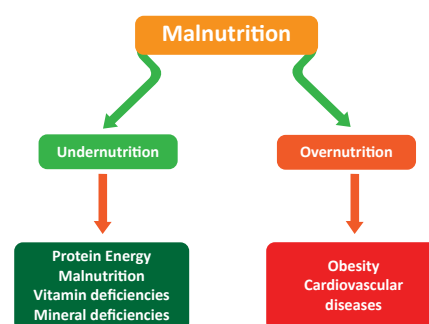 Malnutrition
Undernutrition
Overnutrition
Protein Energy
Malnutrition
Vitamin deficiencies
Mineral deficiencies
Obesity
Cardiovascular
diseases